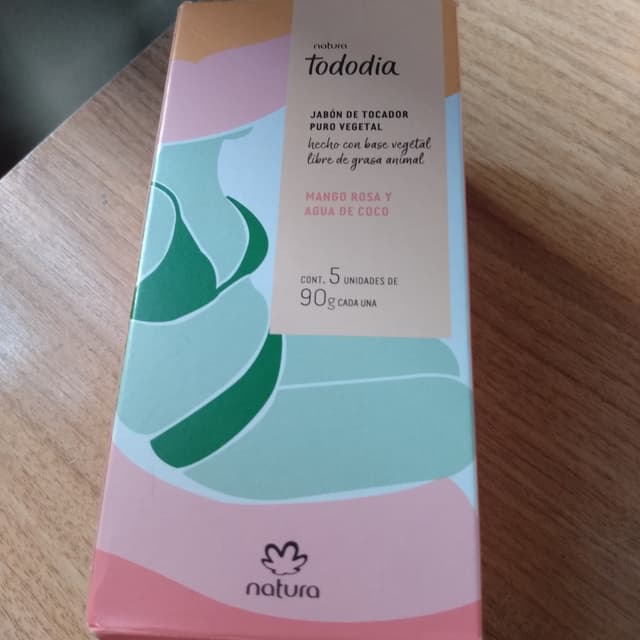 natura
Tododia
JABÓN DE TOCADOR
PURO VEGETAL
hecho con base vegetal
libre de grasa animal
MANGO ROSA Y
AGUA DE COCO
CONT. 5 UNIDADES DE
90g CADA UNA
natura